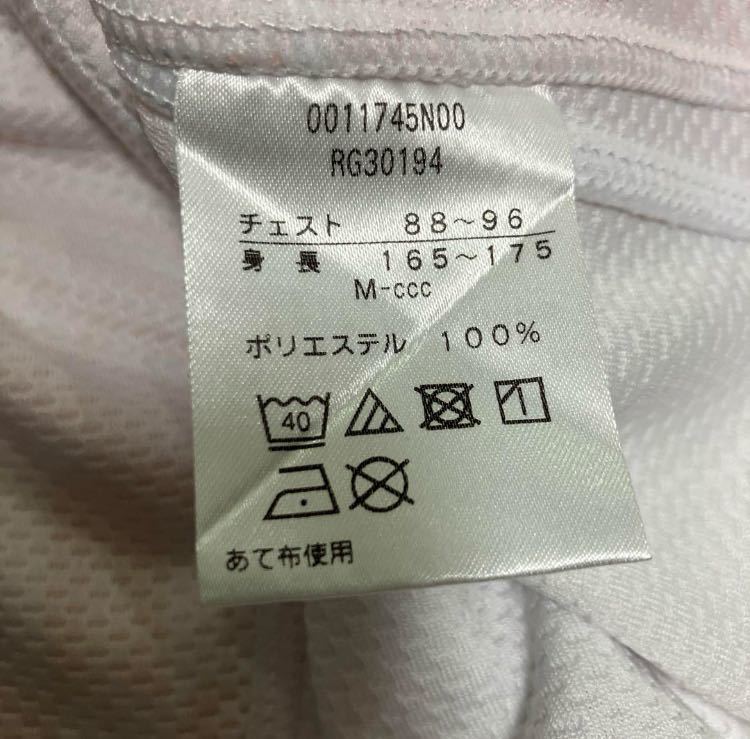 0011745N00
RG30194
チェスト 88～96
身長 165～175
M-ccc
ポリエステル 100%
40
あて布使用